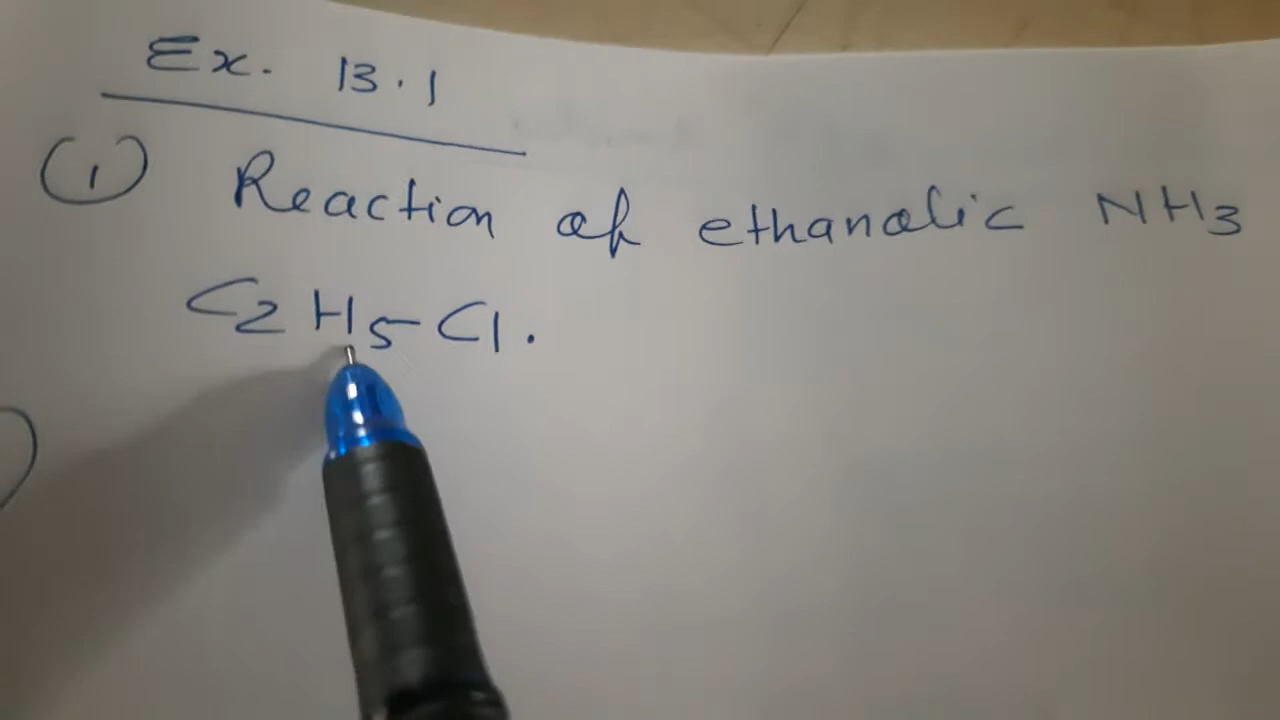 Ex. 13.1
(1) Reaction of ethanolic NH3
C2H5-Cl.